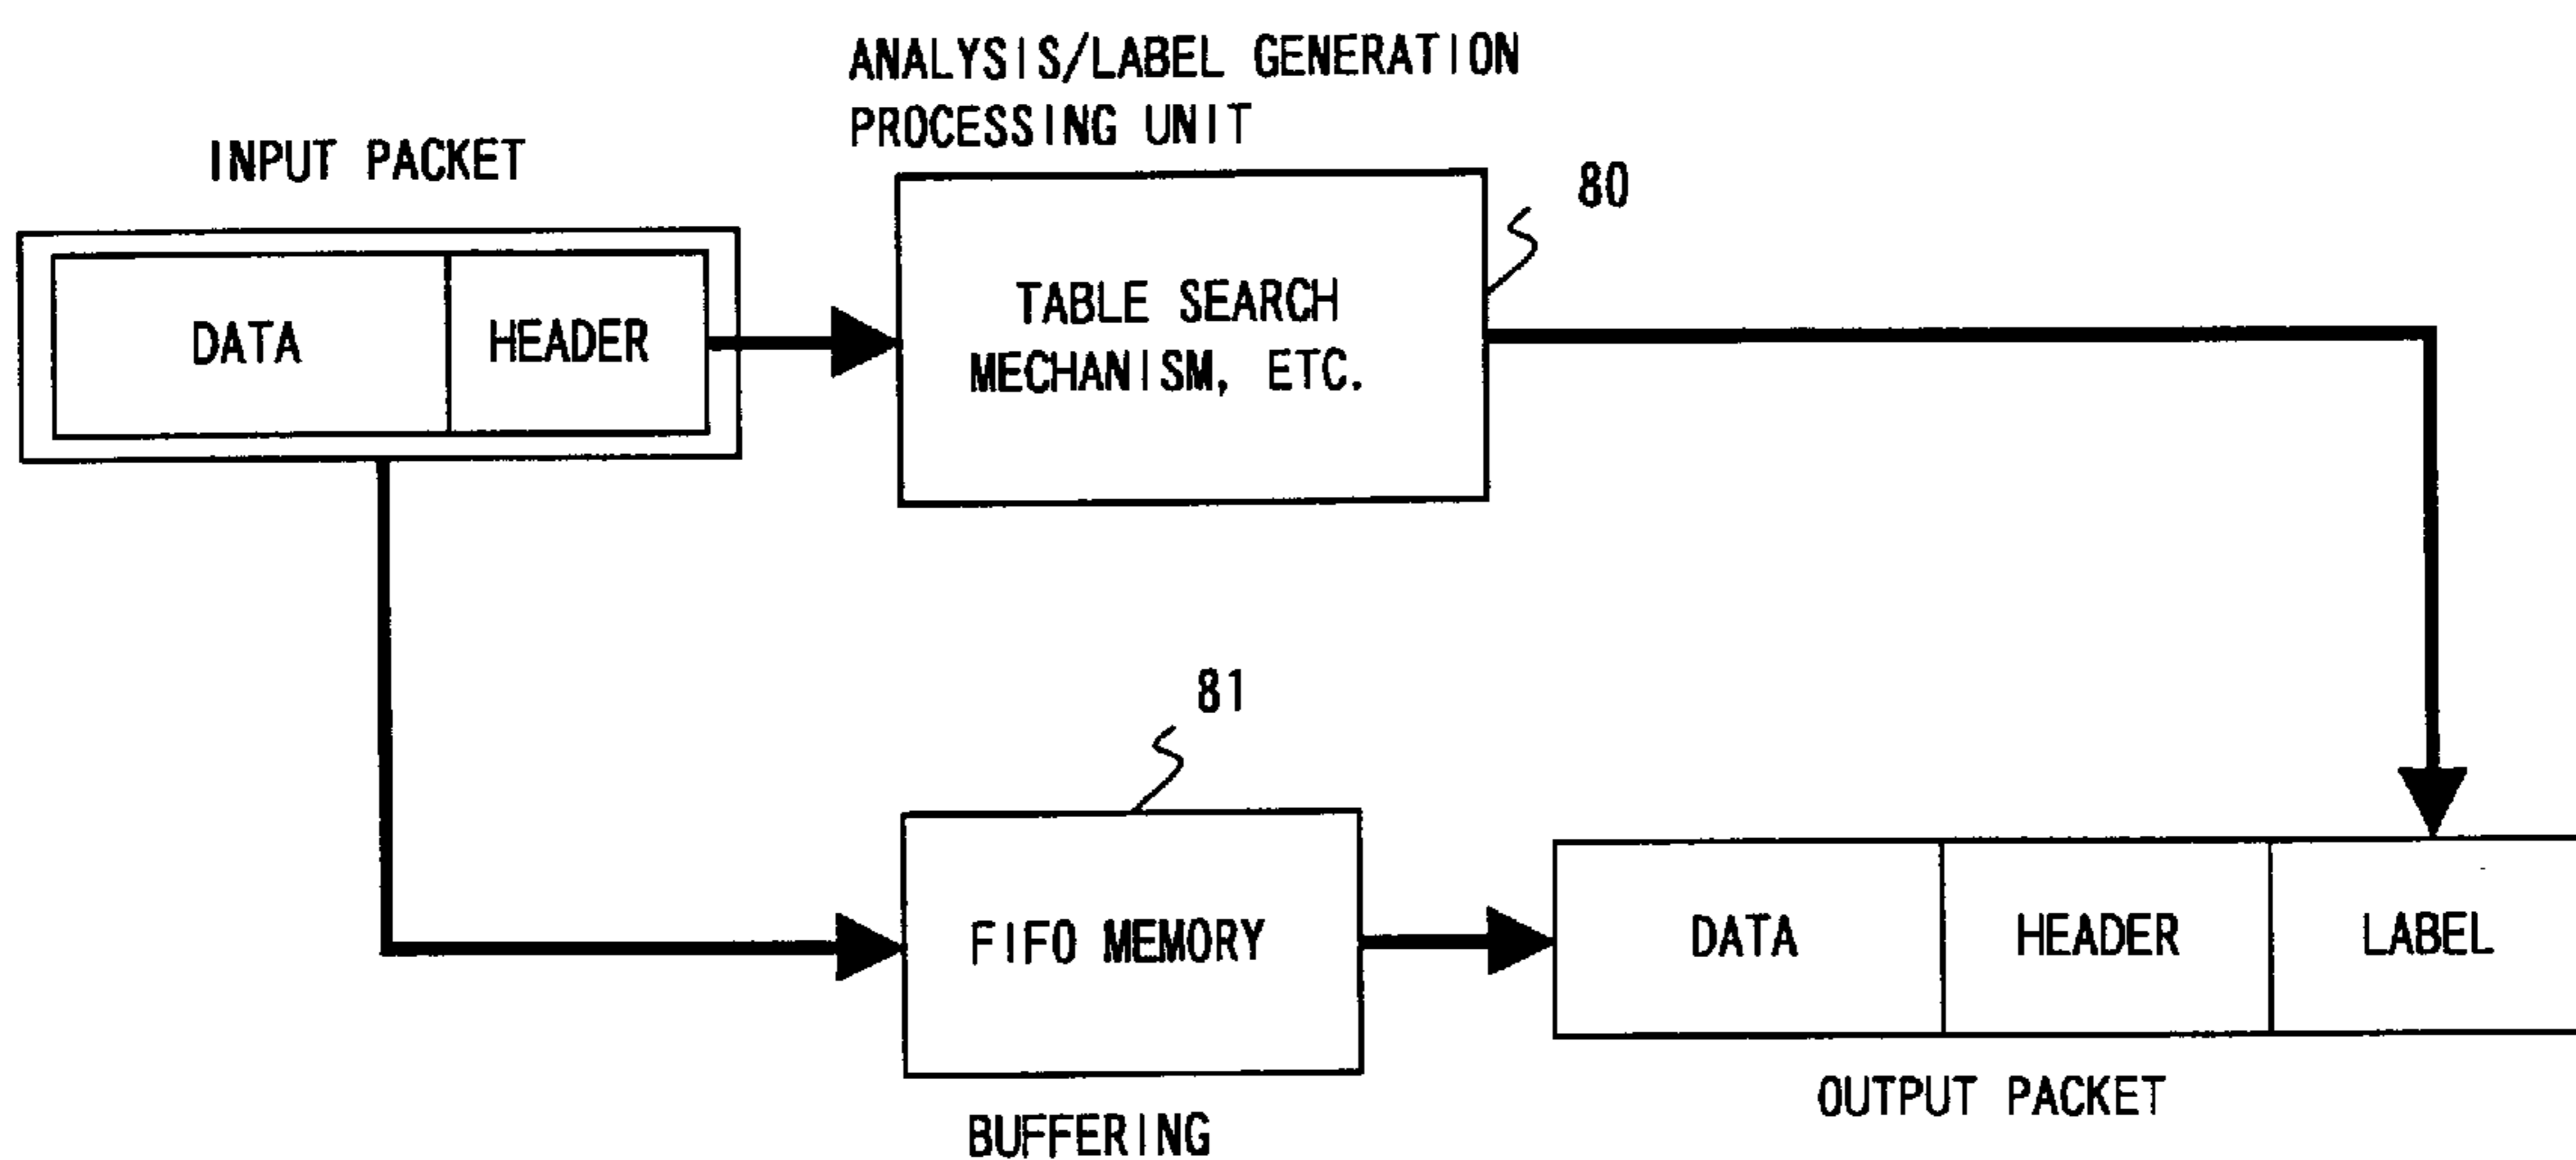 ANALYSIS/LABEL GENERATION
PROCESSING UNIT
INPUT PACKET
80
DATA
HEADER
TABLE SEARCH
MECHANISM, ETC.
81
FIFO MEMORY
DATA
HEADER
LABEL
OUTPUT PACKET
BUFFERING